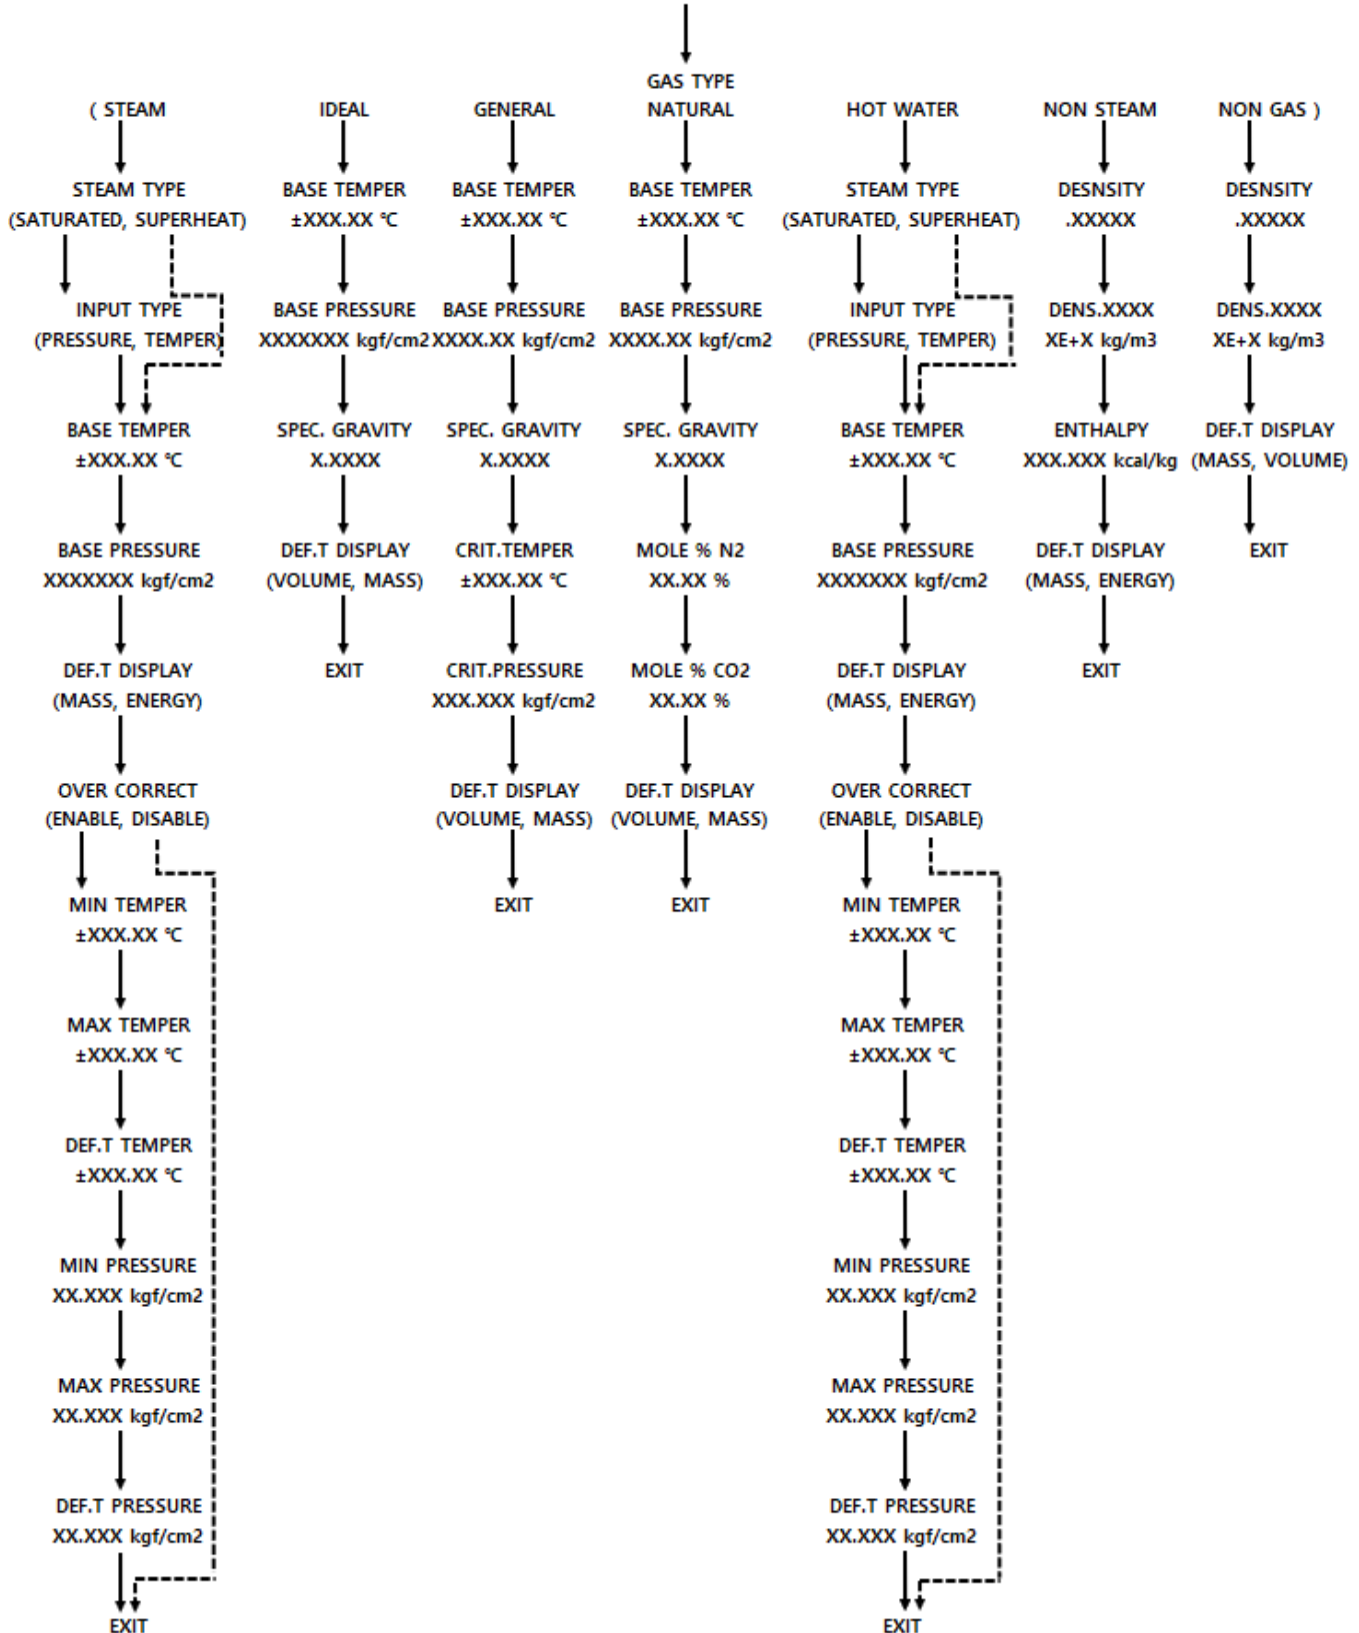 GAS TYPE
( STEAM
IDEAL
GENERAL
NATURAL
HOT WATER
NON STEAM
NON GAS )
STEAM TYPE
(SATURATED, SUPERHEAT)
INPUT TYPE
(PRESSURE, TEMPER)
BASE TEMPER
±XXX.XX °C
BASE PRESSURE
XXXXXXX kgf/cm2
DEF.T DISPLAY
(MASS, ENERGY)
OVER CORRECT
(ENABLE, DISABLE)
MIN TEMPER
±XXX.XX °C
MAX TEMPER
±XXX.XX °C
DEF.T TEMPER
±XXX.XX °C
MIN PRESSURE
XX.XXX kgf/cm2
MAX PRESSURE
XX.XXX kgf/cm2
DEF.T PRESSURE
XX.XXX kgf/cm2
EXIT
BASE TEMPER
±XXX.XX °C
BASE PRESSURE
XXXXXXX kgf/cm2
SPEC. GRAVITY
X.XXXX
DEF.T DISPLAY
(VOLUME, MASS)
EXIT
BASE TEMPER
±XXX.XX °C
BASE PRESSURE
XXXX.XX kgf/cm2
SPEC. GRAVITY
X.XXXX
CRIT.TEMPER
±XXX.XX °C
CRIT.PRESSURE
XXX.XXX kgf/cm2
DEF.T DISPLAY
(VOLUME, MASS)
EXIT
BASE TEMPER
±XXX.XX °C
BASE PRESSURE
XXXX.XX kgf/cm2
SPEC. GRAVITY
X.XXXX
MOLE % N2
XX.XX %
MOLE % CO2
XX.XX %
DEF.T DISPLAY
(VOLUME, MASS)
EXIT
STEAM TYPE
(SATURATED, SUPERHEAT)
INPUT TYPE
(PRESSURE, TEMPER)
BASE TEMPER
±XXX.XX °C
BASE PRESSURE
XXXXXXX kgf/cm2
DEF.T DISPLAY
(MASS, ENERGY)
OVER CORRECT
(ENABLE, DISABLE)
MIN TEMPER
±XXX.XX °C
MAX TEMPER
±XXX.XX °C
DEF.T TEMPER
±XXX.XX °C
MIN PRESSURE
XX.XXX kgf/cm2
MAX PRESSURE
XX.XXX kgf/cm2
DEF.T PRESSURE
XX.XXX kgf/cm2
EXIT
DESNSITY
.XXXXX
DENS.XXXX
XE+X kg/m3
ENTHALPY
XXX.XXX kcal/kg
DEF.T DISPLAY
(MASS, ENERGY)
EXIT
DESNSITY
.XXXXX
DENS.XXXX
XE+X kg/m3
DEF.T DISPLAY
(MASS, VOLUME)
EXIT